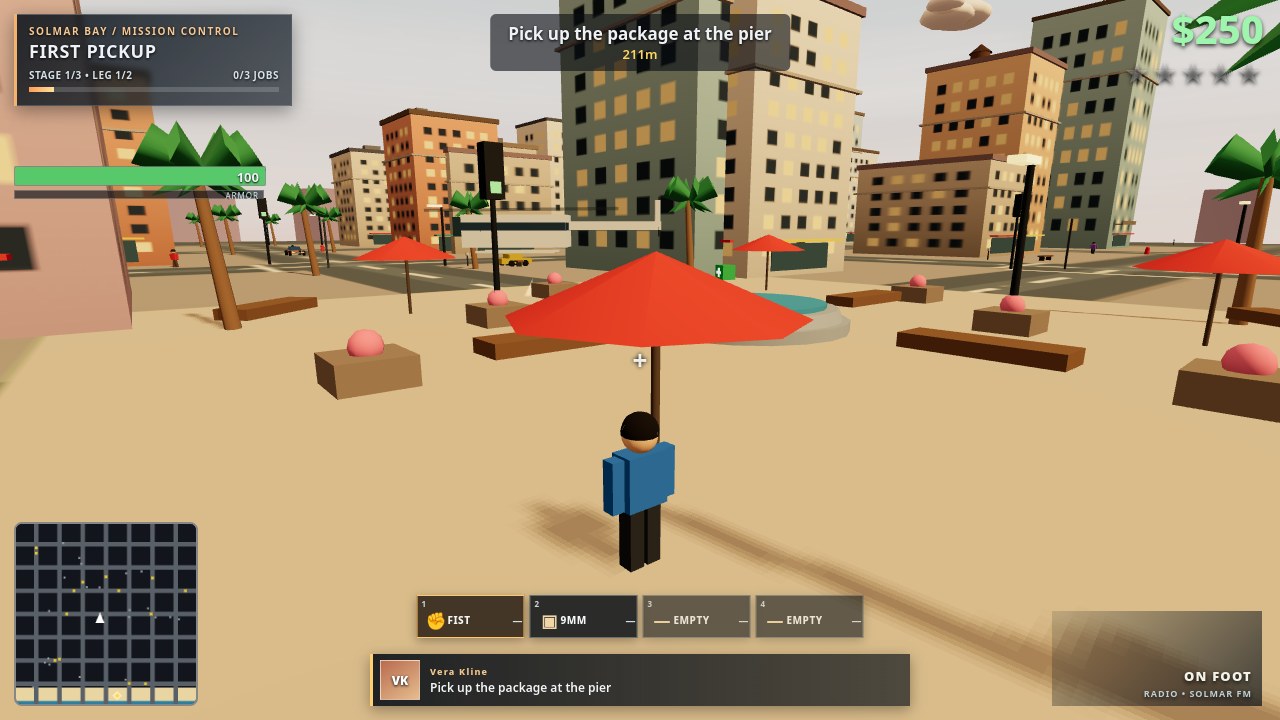 SOLMAR BAY / MISSION CONTROL
FIRST PICKUP
STAGE 1/3 • LEG 1/2
0/3 JOBS
Pick up the package at the pier
211m
$250
100
ARMOR
1
FIST
—
2
9MM
—
3
EMPTY
—
4
EMPTY
—
VK
Vera Kline
Pick up the package at the pier
ON FOOT
RADIO • SOLMAR FM